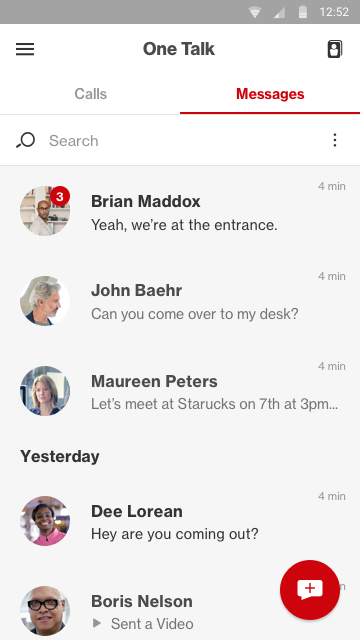 12:52
One Talk
Calls Messages
Search
4 min
3
Brian Maddox
Yeah, we’re at the entrance.
4 min
John Baehr
Can you come over to my desk?
4 min
Maureen Peters
Let’s meet at Starucks on 7th at 3pm...
Yesterday
4 min
Dee Lorean
Hey are you coming out?
Boris Nelson
Sent a Video